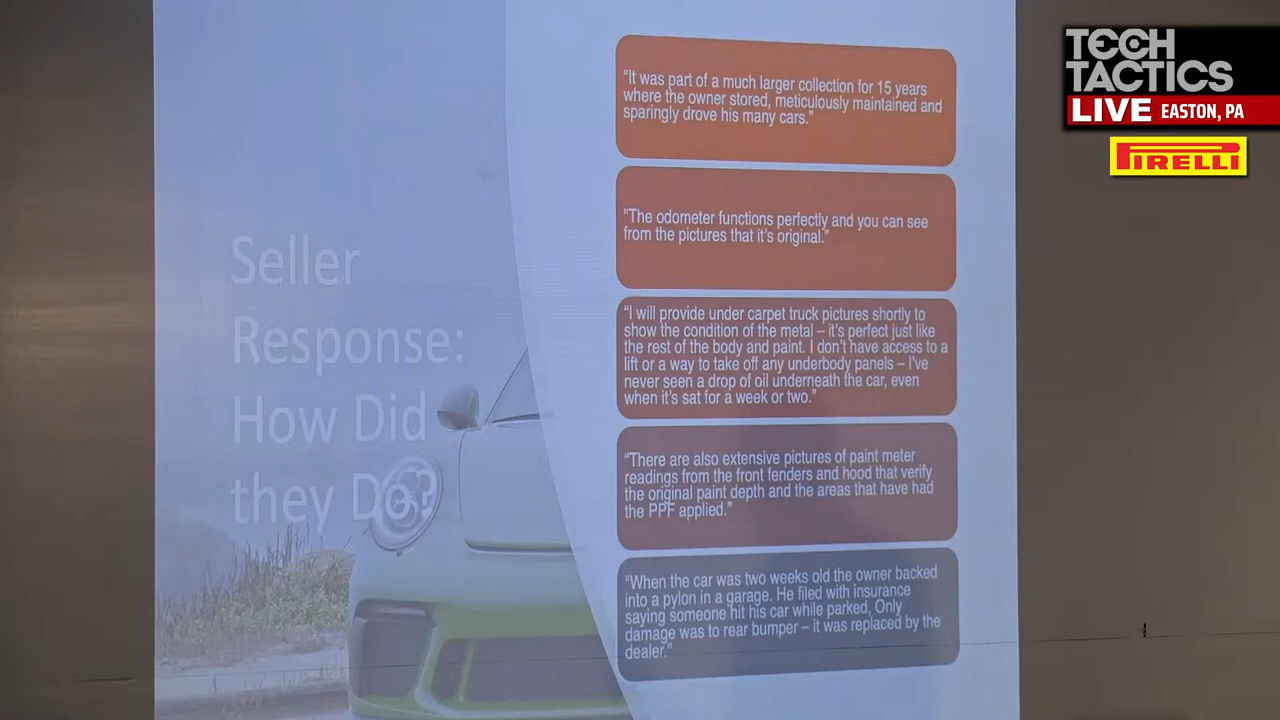 Seller
Response:
How Did
they Do?
“It was part of a much larger collection for 15 years
where the owner stored, meticulously maintained and
sparingly drove his many cars.”
"The odometer functions perfectly and you can see
from the pictures that it’s original.”
“I will provide under carpet truck pictures shortly to
show the condition of the metal – it’s perfect just like
the rest of the body and paint. I don’t have access to a
lift or a way to take off any underbody panels – I’ve
never seen a drop of oil underneath the car, even
when it’s sat for a week or two.”
“There are also extensive pictures of paint meter
readings from the front fenders and hood that verify
the original paint depth and the areas that have had
the PPF applied.”
"When the car was two weeks old the owner backed
into a pylon in a garage. He filed with insurance
saying someone hit his car while parked, Only
damage was to rear bumper – it was replaced by the
dealer."
TECH
TACTICS
LIVE EASTON, PA
PIRELLI